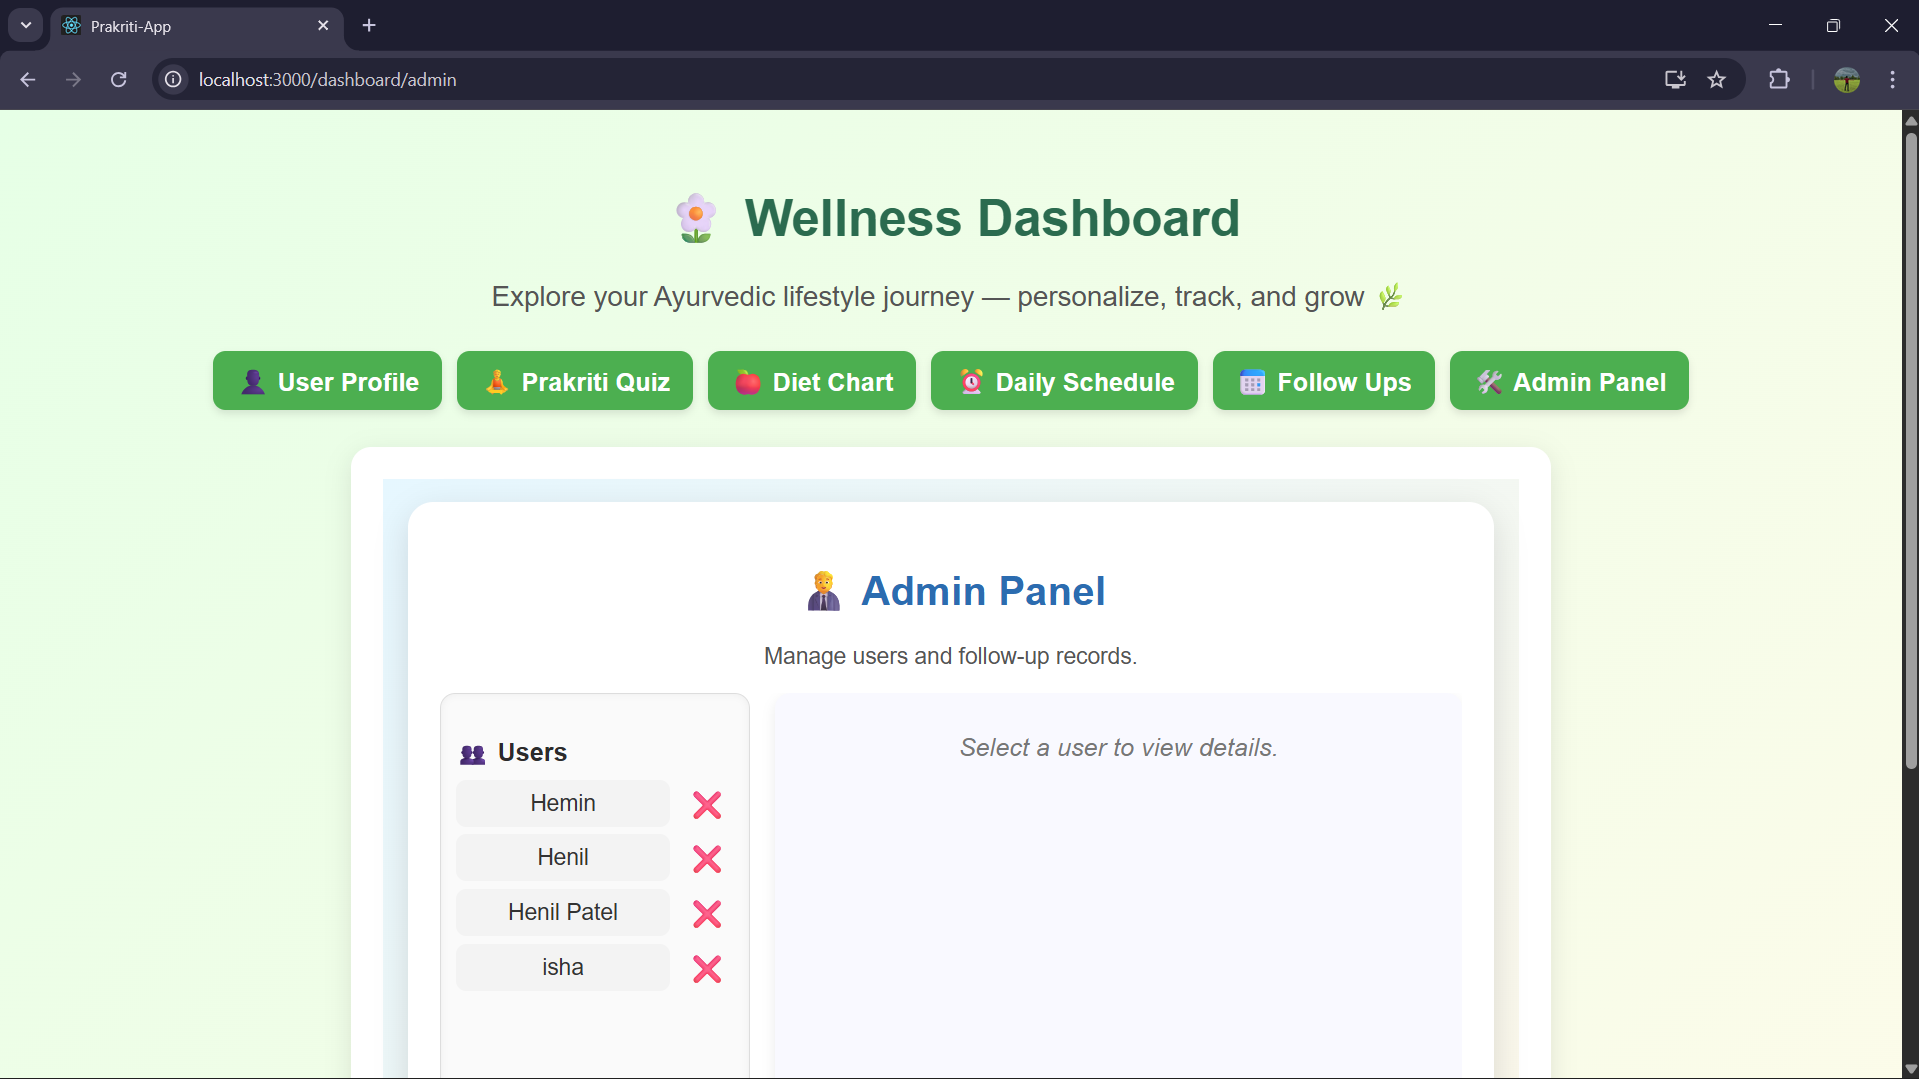 Prakriti-App
localhost:3000/dashboard/admin
Wellness Dashboard
Explore your Ayurvedic lifestyle journey — personalize, track, and grow
User Profile
Prakriti Quiz
Diet Chart
Daily Schedule
Follow Ups
Admin Panel
Admin Panel
Manage users and follow-up records.
Users
Hemin
Henil
Henil Patel
isha
Select a user to view details.